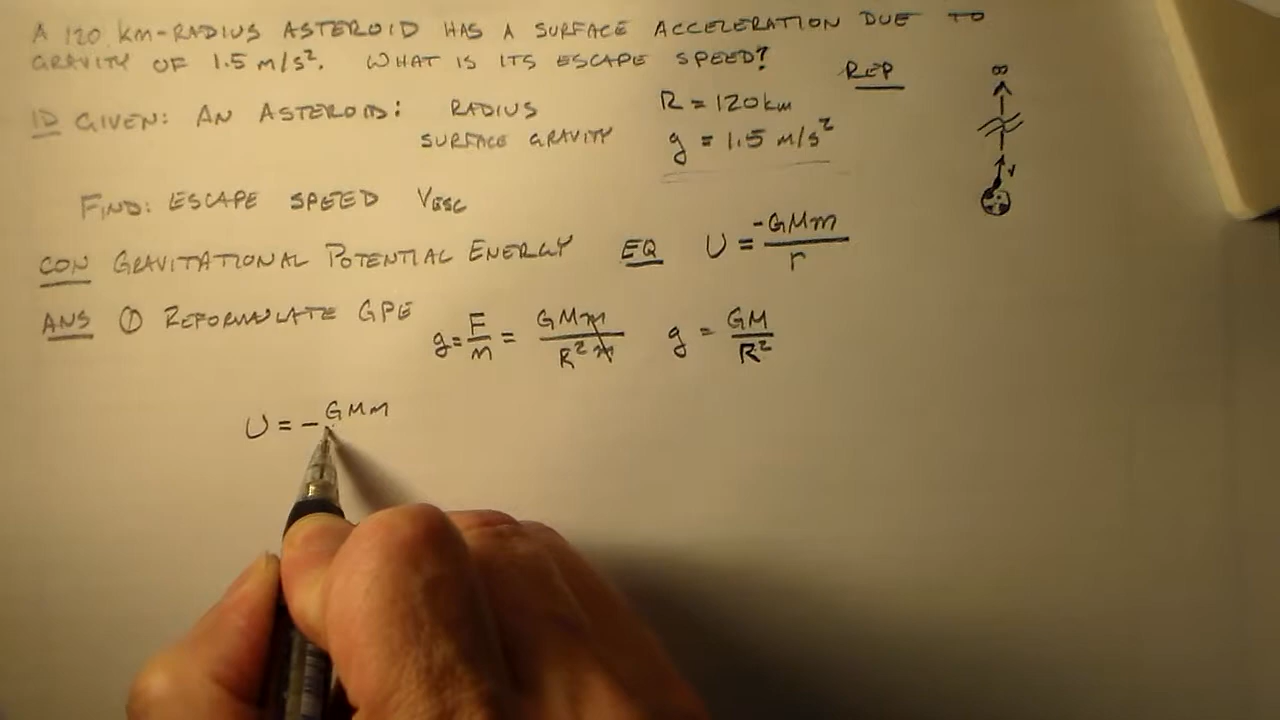 A 120 km-RADIUS ASTEROID HAS A SURFACE ACCELERATION DUE TO
GRAVITY OF 1.5 m/s². WHAT IS ITS ESCAPE SPEED?
REP
∞
ID GIVEN: AN ASTEROID: RADIUS R = 120 km
SURFACE GRAVITY g = 1.5 m/s²
v
FIND: ESCAPE SPEED VESC
CON GRAVITATIONAL POTENTIAL ENERGY EQ U = -GMm/r
ANS ① REFORMULATE GPE g = F/m = GMm/R²m g = GM/R²
U = - GMm